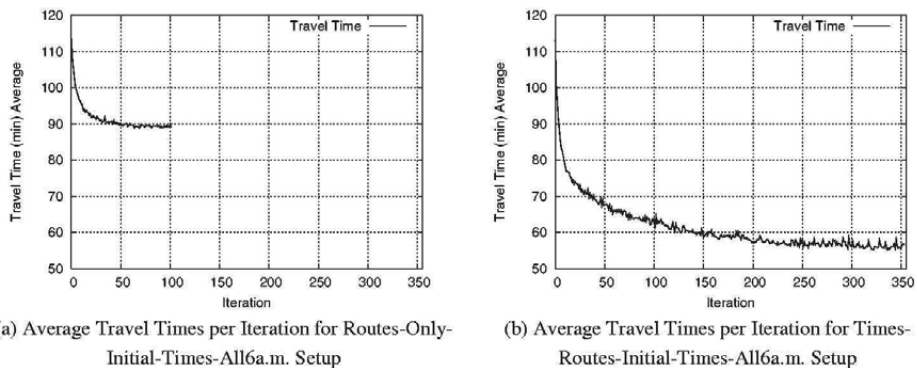 120
110
100
90
80
70
60
50
Travel Time (min) Average
Travel Time
0 50 100 150 200 250 300 350
Iteration
(a) Average Travel Times per Iteration for Routes-Only-
Initial-Times-All6a.m. Setup
120
110
100
90
80
70
60
50
Travel Time (min) Average
Travel Time
0 50 100 150 200 250 300 350
Iteration
(b) Average Travel Times per Iteration for Times-
Routes-Initial-Times-All6a.m. Setup